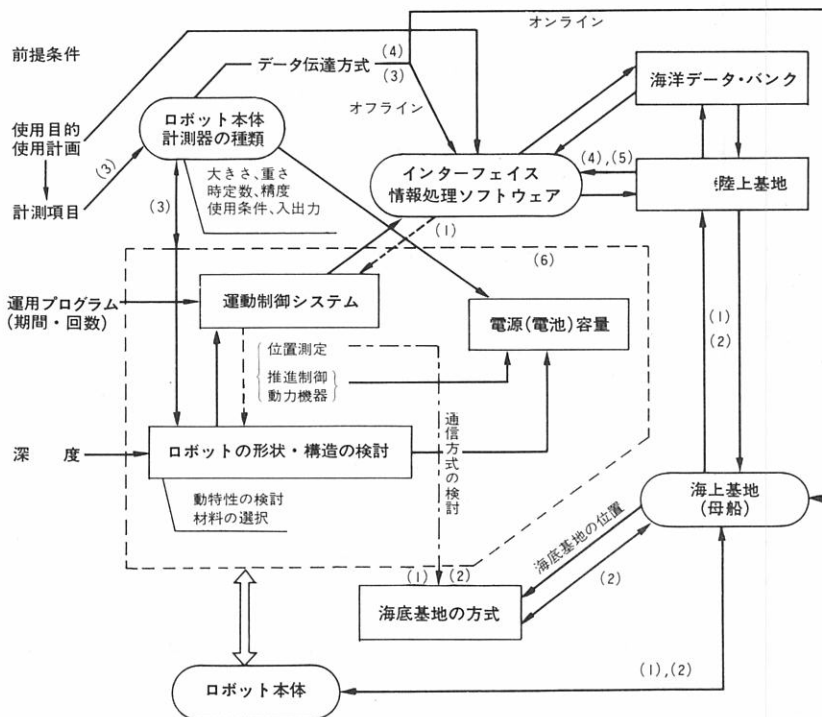 オンライン
前提条件
データ伝達方式
(4)
(3)
オフライン
海洋データ・バンク
使用目的
使用計画
ロボット本体
計測器の種類
(3)
計測項目
大きさ、重さ
時定数、精度
使用条件、入出力
(3)
インターフェイス
情報処理ソフトウェア
(4),(5)
陸上基地
(1)
(6)
運用プログラム
(期間・回数)
運動制御システム
電源(電池)容量
位置測定
推進制御
動力機器
(1)
(2)
通信方式の検討
深 度
ロボットの形状・構造の検討
動特性の検討
材料の選択
海上基地
(母船)
海底基地の位置
(2)
(1) (2)
海底基地の方式
(1),(2)
ロボット本体